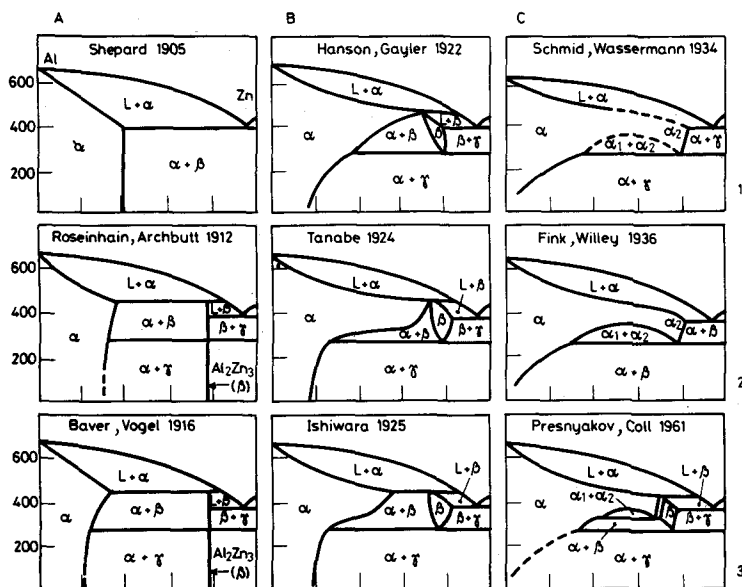 A
B
C
Shepard 1905
Al
Zn
600
400
200
L+α
α
α+β
Hanson, Gayler 1922
L+α
L+β
α
α+β
β
β+γ
α+γ
Schmid, Wassermann 1934
L+α
α
α₂
α₁+α₂
α+γ
α+γ
1
Roseinhain, Archbutt 1912
600
400
200
L+α
L+β
α
α+β
β+γ
α+γ
Al₂Zn₃
(β)
Tanabe 1924
L+α
L+β
α
α+β
β
β+γ
α+γ
Fink, Willey 1936
L+α
α
α₂
α₁+α₂
α+β
α+β
2
Baver, Vogel 1916
600
400
200
0
L+α
L+β
α
α+β
β+γ
α+γ
Al₂Zn₃
(β)
Ishiwara 1925
L+α
L+β
α
α+β
β
β+γ
α+γ
Presnyakov, Coll 1961
L+α
L+β
α
α₁+α₂
β
β+γ
α+β
α+γ
3